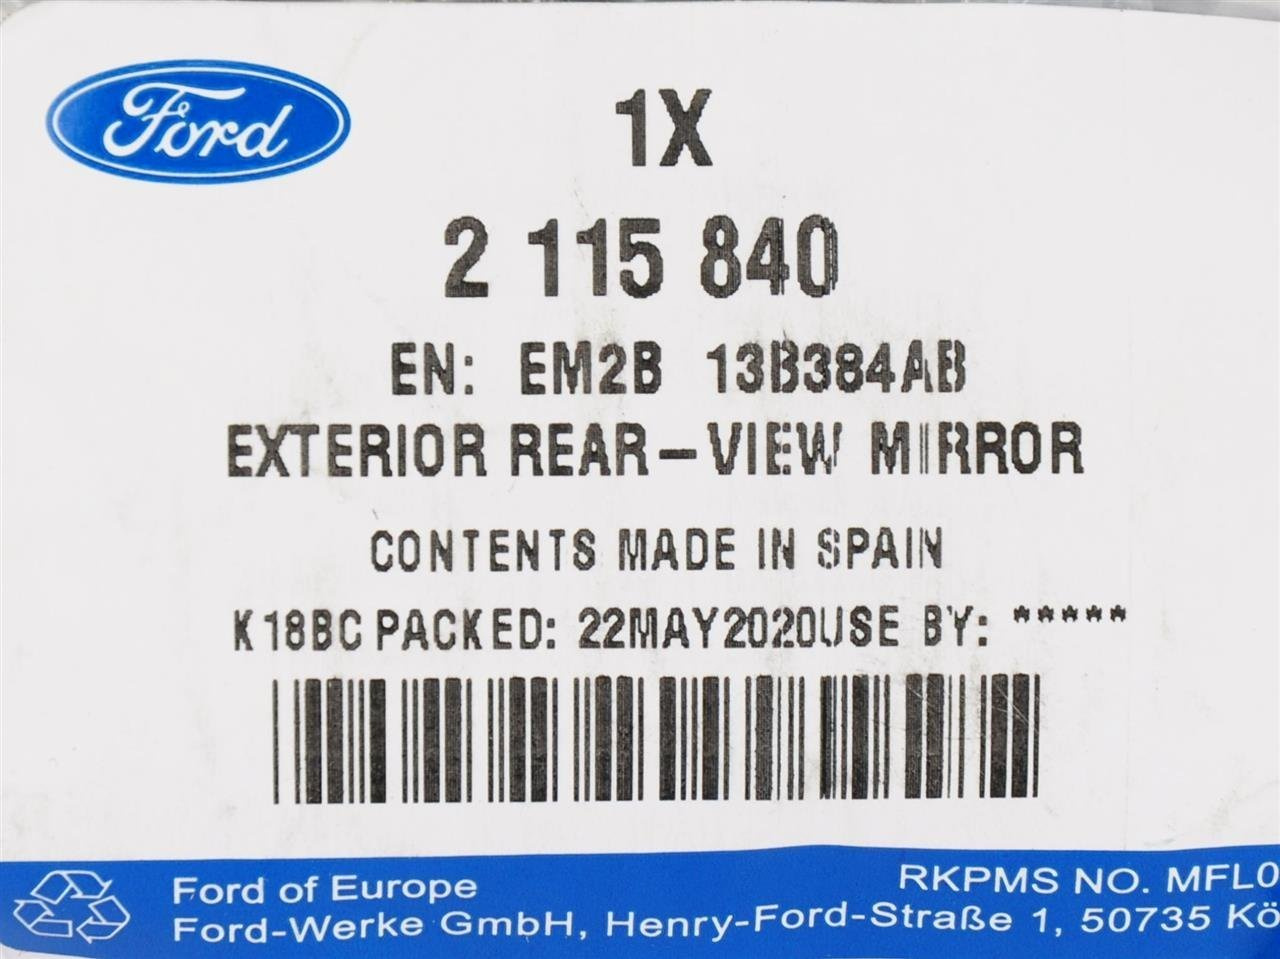 Ford
1X
2 115 840
EN: EM2B 13B384AB
EXTERIOR REAR-VIEW MIRROR
CONTENTS MADE IN SPAIN
K18BC PACKED: 22MAY2020USE BY: *****
Ford of Europe
RKPMS NO. MFL0
Ford-Werke GmbH, Henry-Ford-Straße 1, 50735 Kö